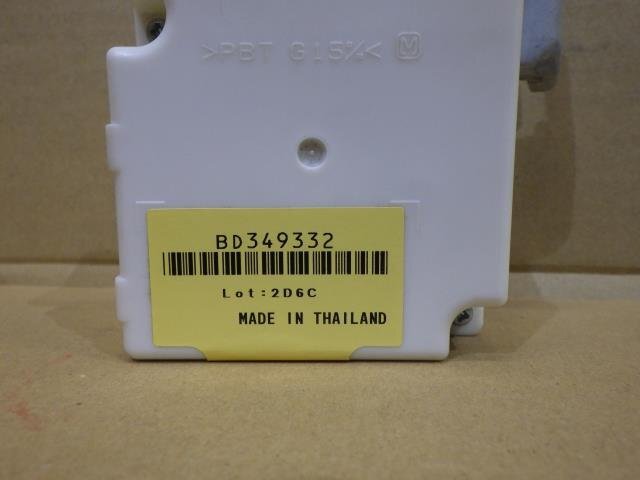 >PBT G15%< M
BD349332
Lot:2D6C
MADE IN THAILAND